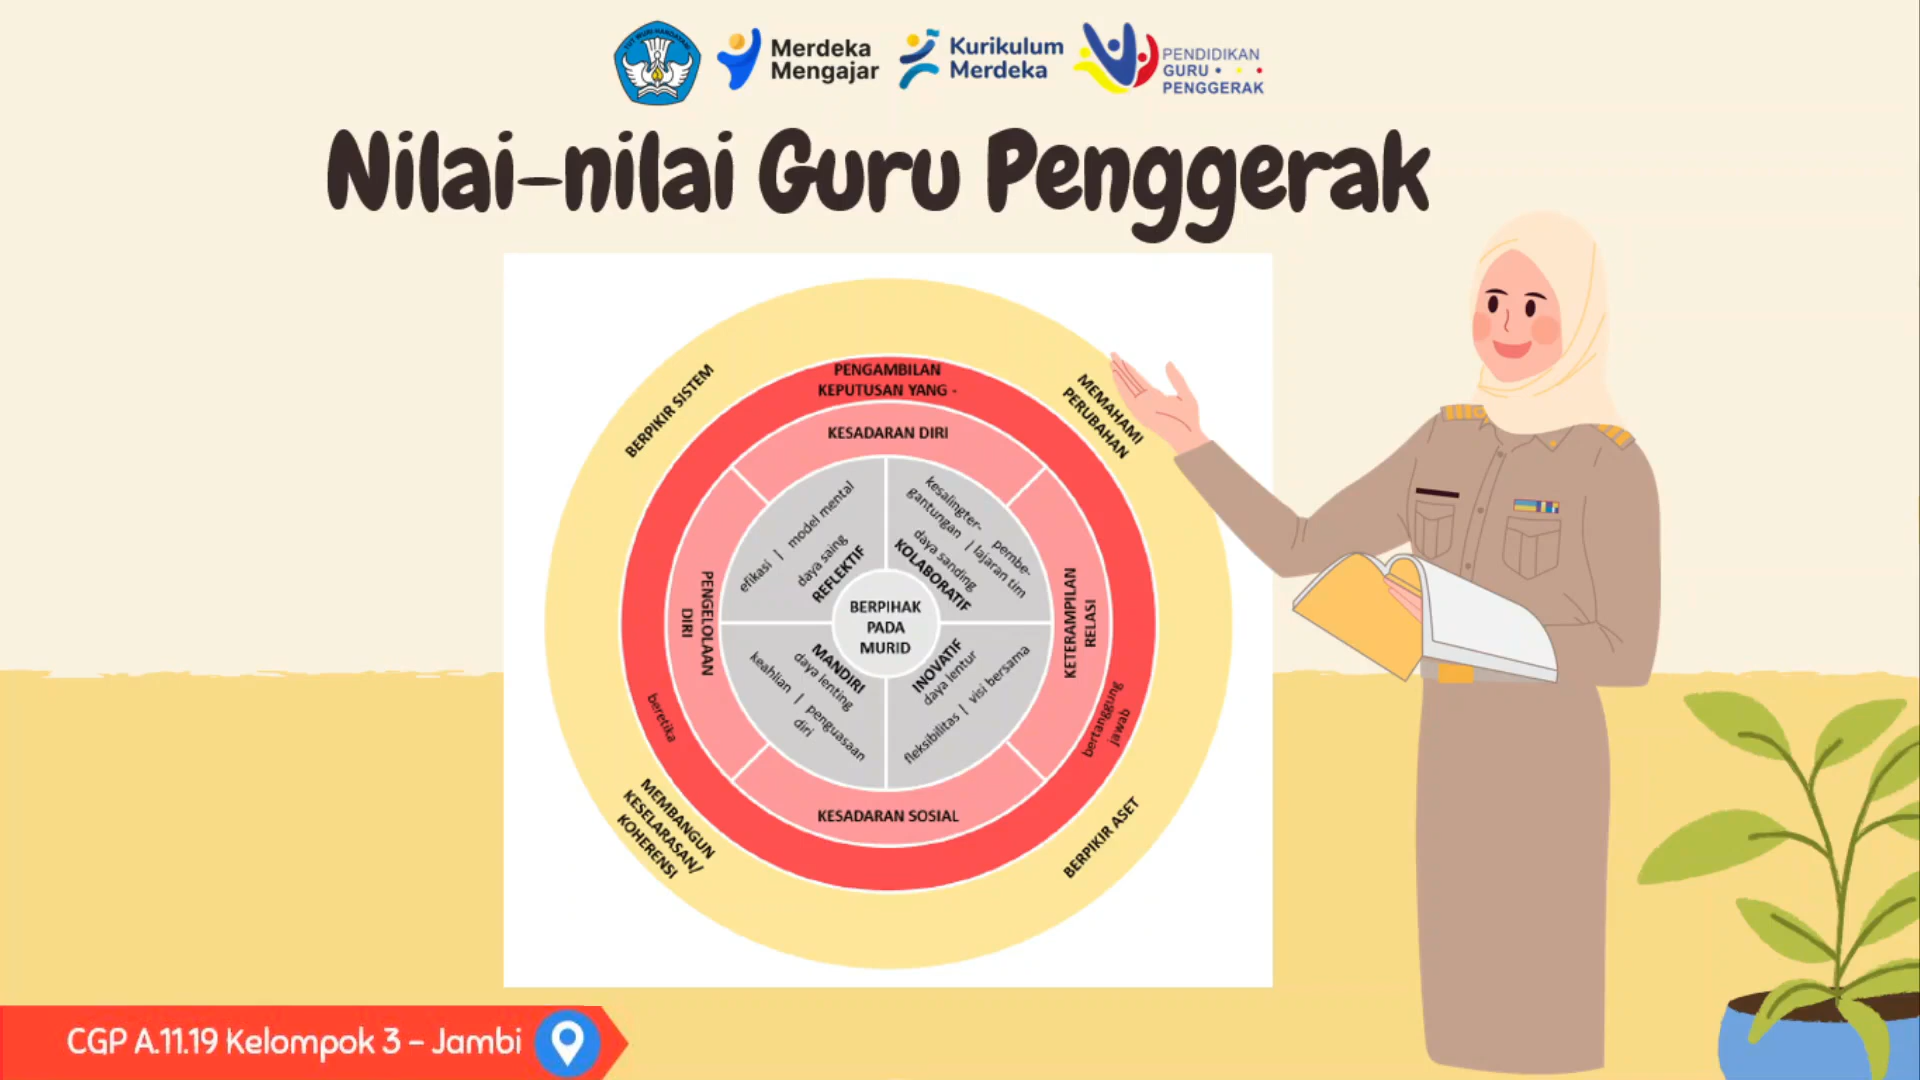 TUT WURI HANDAYANI
Merdeka
Mengajar
Kurikulum
Merdeka
PENDIDIKAN
GURU
PENGGERAK
Nilai-nilai Guru Penggerak
BERPIKIR SISTEM
MEMAHAMI
PERUBAHAN
PENGAMBILAN
KEPUTUSAN YANG -
KESADARAN DIRI
efikasi | model mental
daya saing
REFLEKTIF
kesalingter-
gantungan | pembe-
lajaran tim
daya sanding
KOLABORATIF
PENGELOLAAN
DIRI
BERPIHAK
PADA
MURID
KETERAMPILAN
RELASI
MANDIRI
daya lenting
keahlian | penguasaan
diri
INOVATIF
daya lentur
fleksibilitas | visi bersama
beretika
bertanggung
jawab
KESADARAN SOSIAL
MEMBANGUN
KESELARASAN/
KOHERENSI
BERPIKIR ASET
CGP A.11.19 Kelompok 3 - Jambi